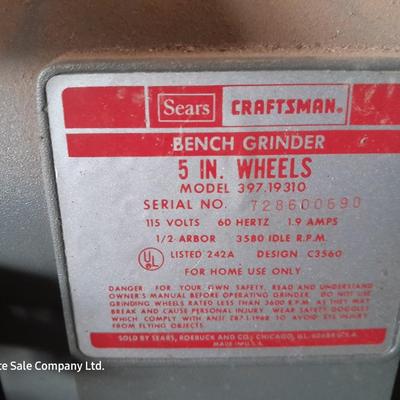 Sears CRAFTSMAN®
BENCH GRINDER
5 IN. WHEELS
MODEL 397.19310
SERIAL NO. 728600590
115 VOLTS 60 HERTZ 1.9 AMPS
1/2 ARBOR 3580 IDLE R.P.M.
UL LISTED 242A DESIGN C3560
FOR HOME USE ONLY
DANGER: FOR YOUR OWN SAFETY, READ AND UNDERSTAND
OWNER'S MANUAL BEFORE OPERATING GRINDER. DO NOT USE
GRINDING WHEELS RATED LESS THAN 3600 R.P.M. AS THEY MAY
BREAK AND CAUSE PERSONAL INJURY. WEAR SAFETY GOGGLES
WHICH COMPLY WITH ANSI Z87.1-1968 TO AVOID EYE INJURY
FROM FLYING OBJECTS.
SOLD BY SEARS, ROEBUCK AND CO., CHICAGO, ILL. 60684 U.S.A.
MADE IN U.S.A.
te Sale Company Ltd.